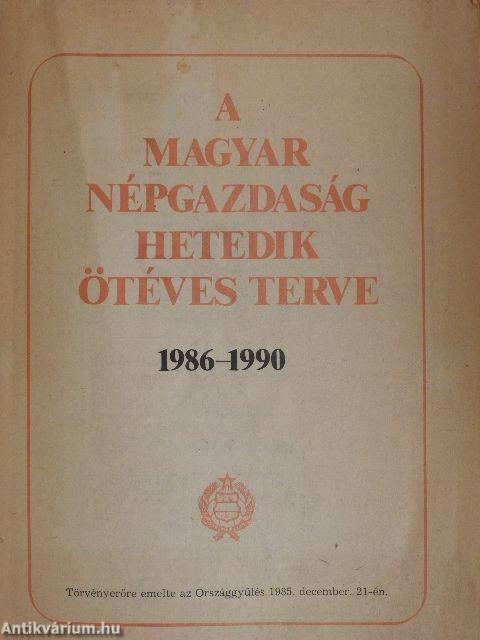 A
MAGYAR
NÉPGAZDASÁG
HETEDIK
ÖTÉVES TERVE
1986–1990
Törvényerőre emelte az Országgyűlés 1985. december. 21-én.
Antikvárium.hu